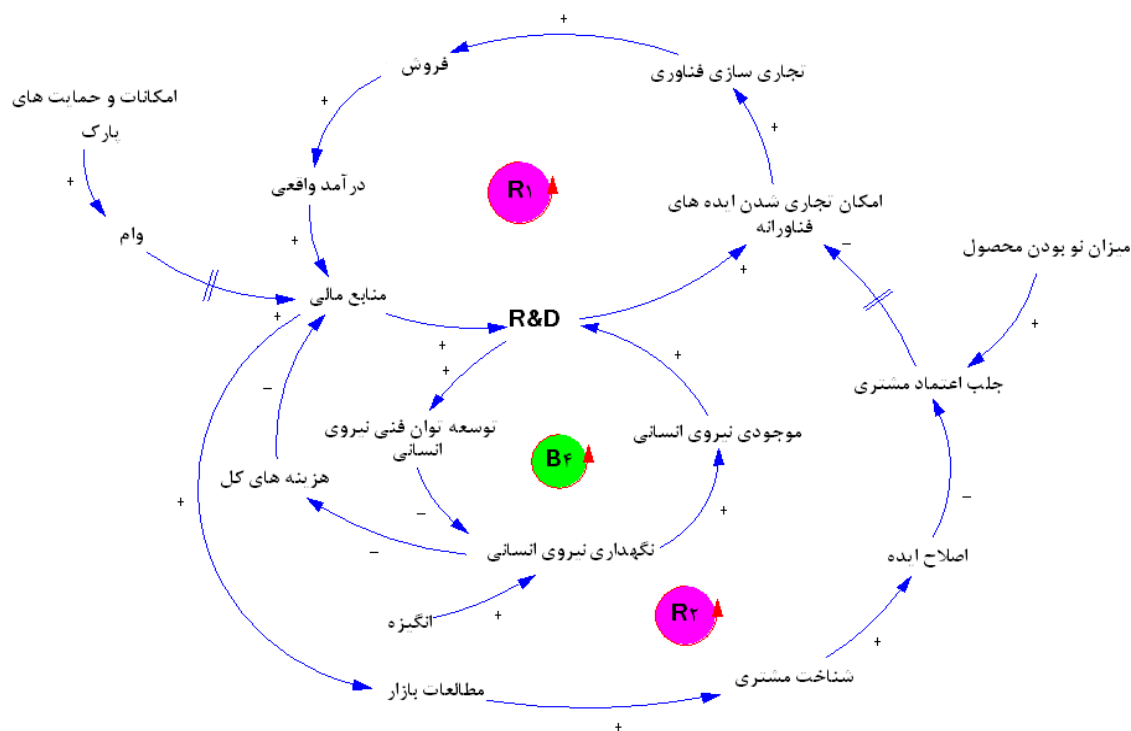 +
تجاری سازی فناوری
فروش
امکانات و حمایت های
پارک
+
+
+
درآمد واقعی
R۱
امکان تجاری شدن ایده های
فناورانه
وام
+
–
میزان نو بودن محصول
+
منابع مالی
+
R&D
+
+
+
+
+
–
جلب اعتماد مشتری
توسعه توان فنی نیروی
انسانی
موجودی نیروی انسانی
B۴
هزینه های کل
+
–
+
–
–
نگهداری نیروی انسانی
اصلاح ایده
انگیزه
+
R۲
+
شناخت مشتری
مطالعات بازار
+